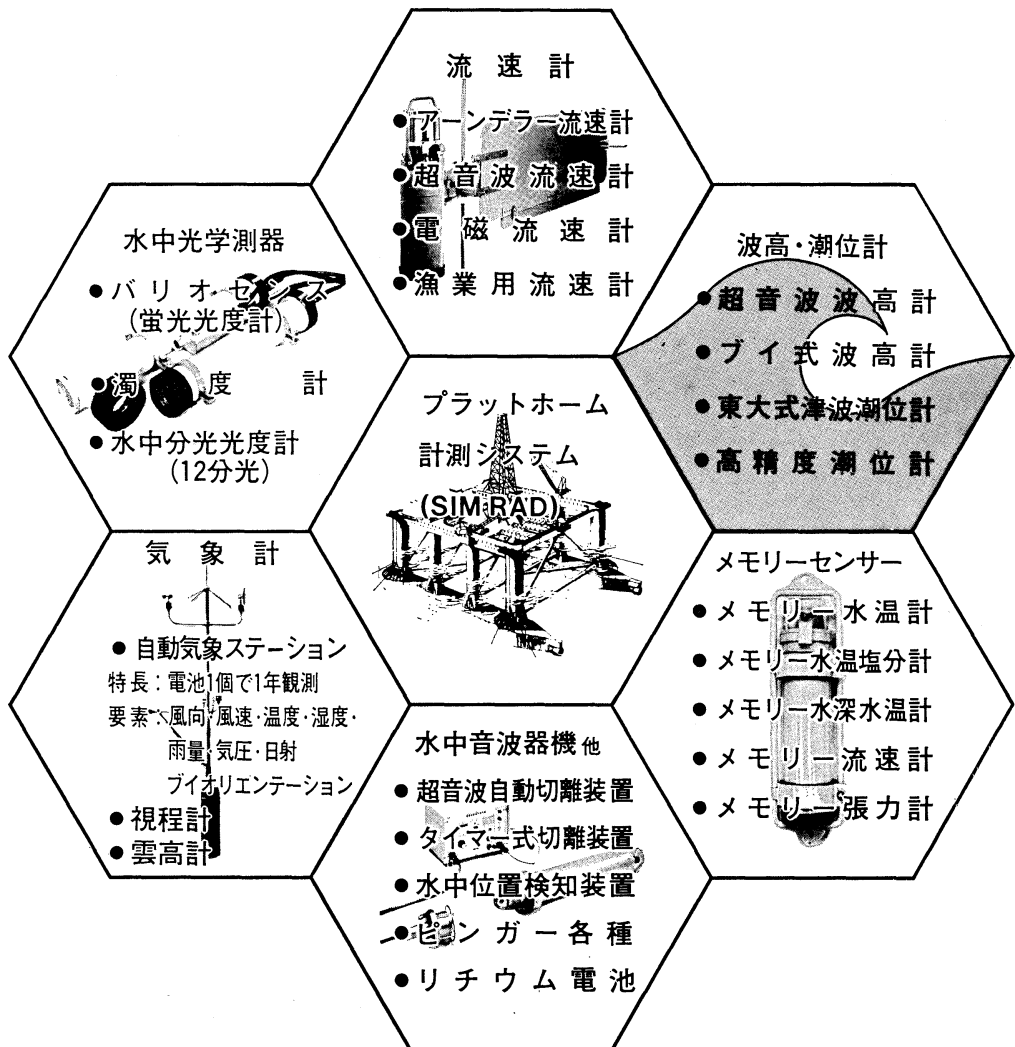 流速計
●アーンデラー流速計
●超音波流速計
●電磁流速計
●漁業用流速計
水中光学測器
●バリオセンス
(蛍光光度計)
●濁度計
●水中分光光度計
(12分光)
波高・潮位計
●超音波波高計
●ブイ式波高計
●東大式津波潮位計
●高精度潮位計
プラットホーム
計測システム
(SIMRAD)
気象計
●自動気象ステーション
特長:電池1個で1年観測
要素:風向・風速・温度・湿度・
雨量・気圧・日射
ブイオリエンテーション
●視程計
●雲高計
メモリーセンサー
●メモリー水温計
●メモリー水温塩分計
●メモリー水深水温計
●メモリー流速計
●メモリー張力計
水中音波器機他
●超音波自動切離装置
●タイマー式切離装置
●水中位置検知装置
●ピンガー各種
●リチウム電池